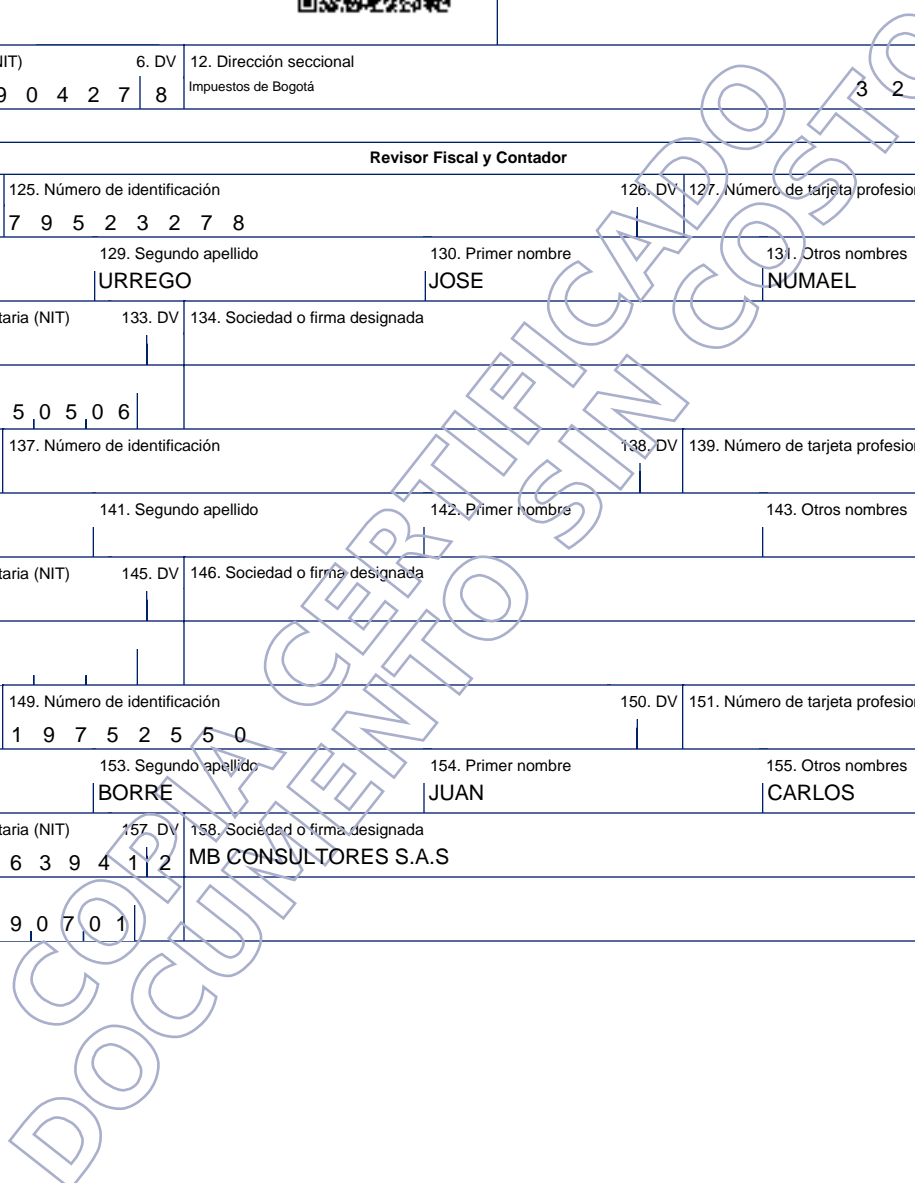 NIT) 6. DV 12. Dirección seccional
9 0 4 2 7 8 Impuestos de Bogotá 3 2
Revisor Fiscal y Contador
125. Número de identificación 126. DV 127. Número de tarjeta profesion
7 9 5 2 3 2 7 8
129. Segundo apellido 130. Primer nombre 131. Otros nombres
URREGO JOSE NUMAEL
taria (NIT) 133. DV 134. Sociedad o firma designada
5 0 5 0 6
137. Número de identificación 138. DV 139. Número de tarjeta profesion
141. Segundo apellido 142. Primer nombre 143. Otros nombres
taria (NIT) 145. DV 146. Sociedad o firma designada
149. Número de identificación 150. DV 151. Número de tarjeta profesion
1 9 7 5 2 5 5 0
153. Segundo apellido 154. Primer nombre 155. Otros nombres
BORRE JUAN CARLOS
taria (NIT) 157. DV 158. Sociedad o firma designada
6 3 9 4 1 2 MB CONSULTORES S.A.S
9 0 7 0 1
COPIA CERTIFICADO
DOCUMENTO SIN COSTO